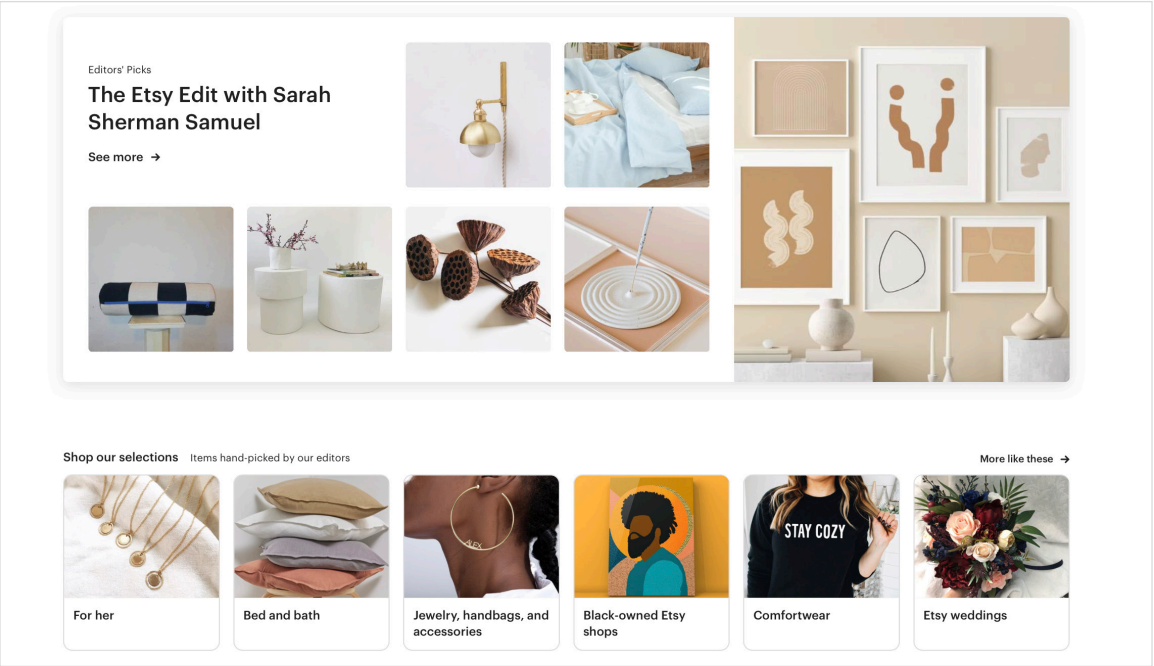 Editors' Picks
The Etsy Edit with Sarah
Sherman Samuel
See more →
Shop our selections Items hand-picked by our editors
More like these →
ALEX
STAY COZY
For her
Bed and bath
Jewelry, handbags, and
accessories
Black-owned Etsy
shops
Comfortwear
Etsy weddings